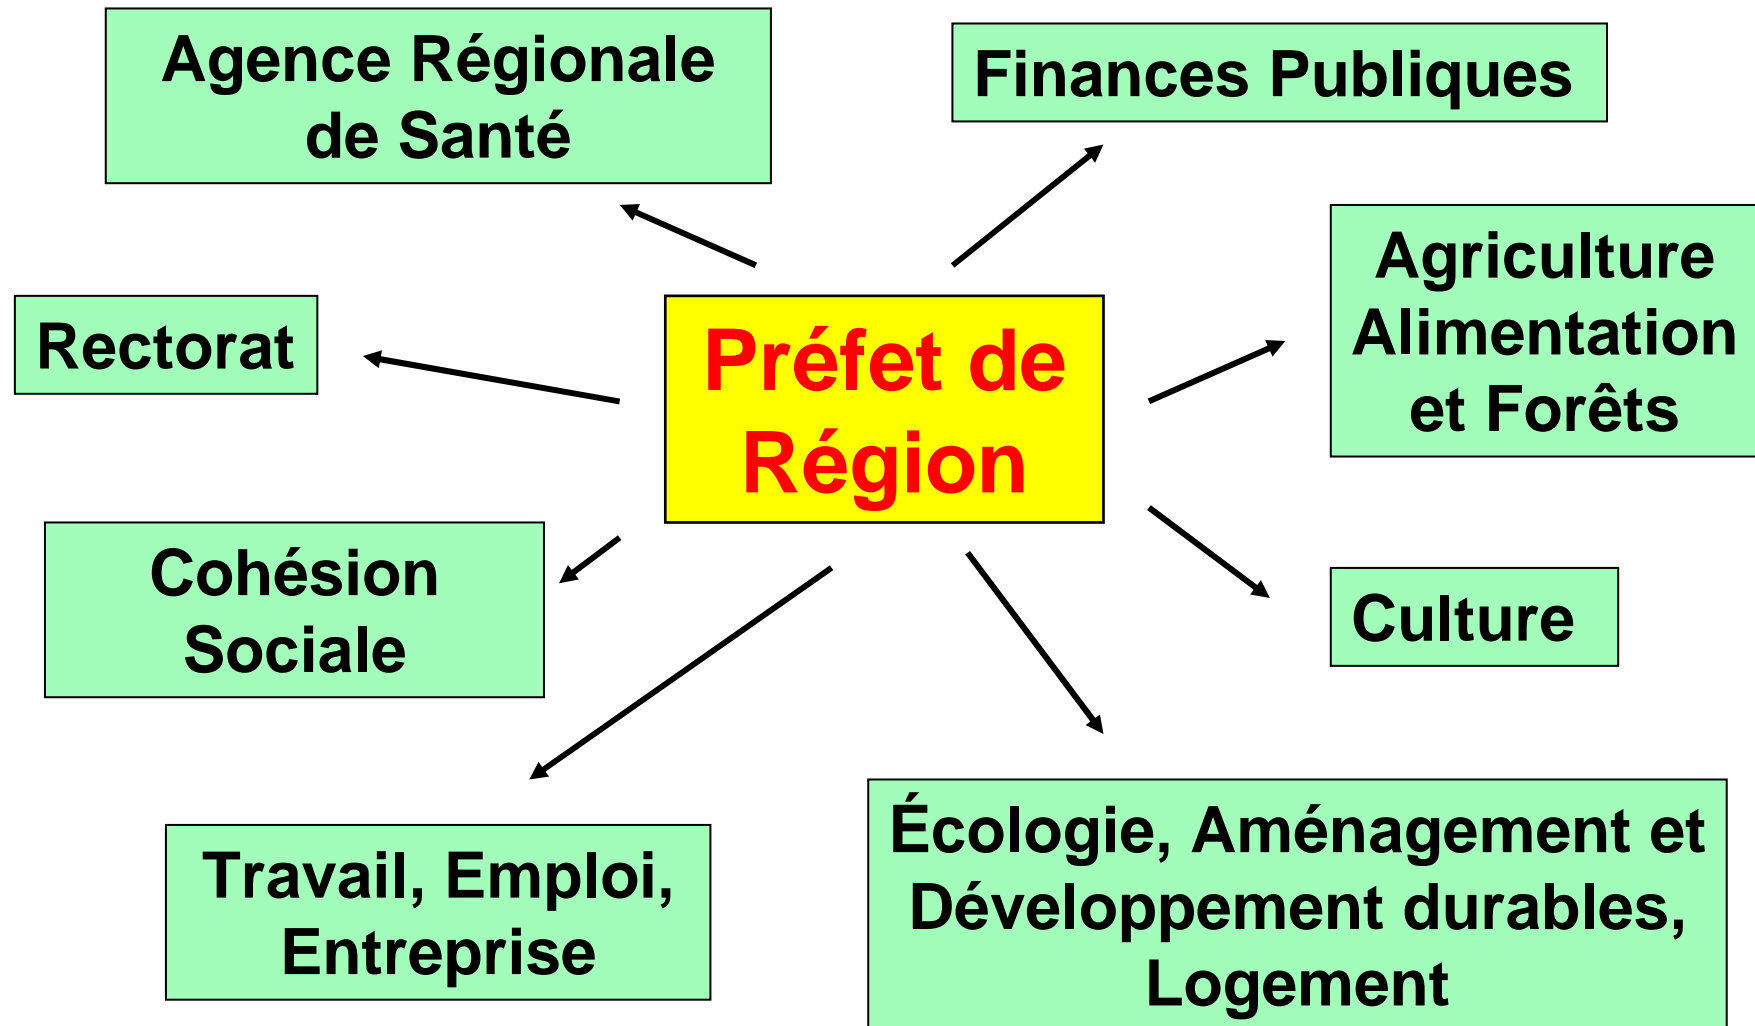 Agence Régionale
de Santé
Finances Publiques
Agriculture
Alimentation
et Forêts
Rectorat
Préfet de
Région
Cohésion
Sociale
Culture
Travail, Emploi,
Entreprise
Écologie, Aménagement et
Développement durables,
Logement